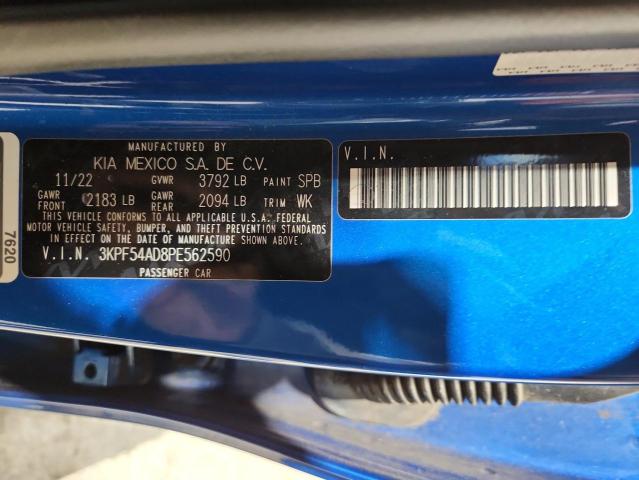 MANUFACTURED BY
KIA MEXICO S.A. DE C.V.
11/22 GVWR 3792 LB PAINT SPB
GAWR FRONT 2183 LB GAWR REAR 2094 LB TRIM WK
THIS VEHICLE CONFORMS TO ALL APPLICABLE U.S.A. FEDERAL
MOTOR VEHICLE SAFETY, BUMPER, AND THEFT PREVENTION STANDARDS
IN EFFECT ON THE DATE OF MANUFACTURE SHOWN ABOVE.
V.I.N. 3KPF54AD8PE562590
PASSENGER CAR
V.I.N.
7620